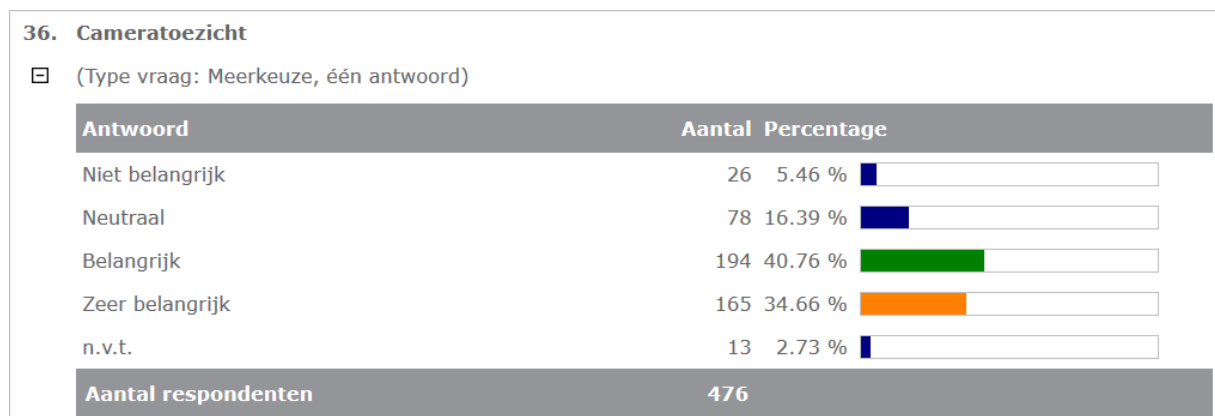 36. Cameratoezicht
(Type vraag: Meerkeuze, één antwoord)
Antwoord Aantal Percentage
Niet belangrijk 26 5.46 %
Neutraal 78 16.39 %
Belangrijk 194 40.76 %
Zeer belangrijk 165 34.66 %
n.v.t. 13 2.73 %
Aantal respondenten 476